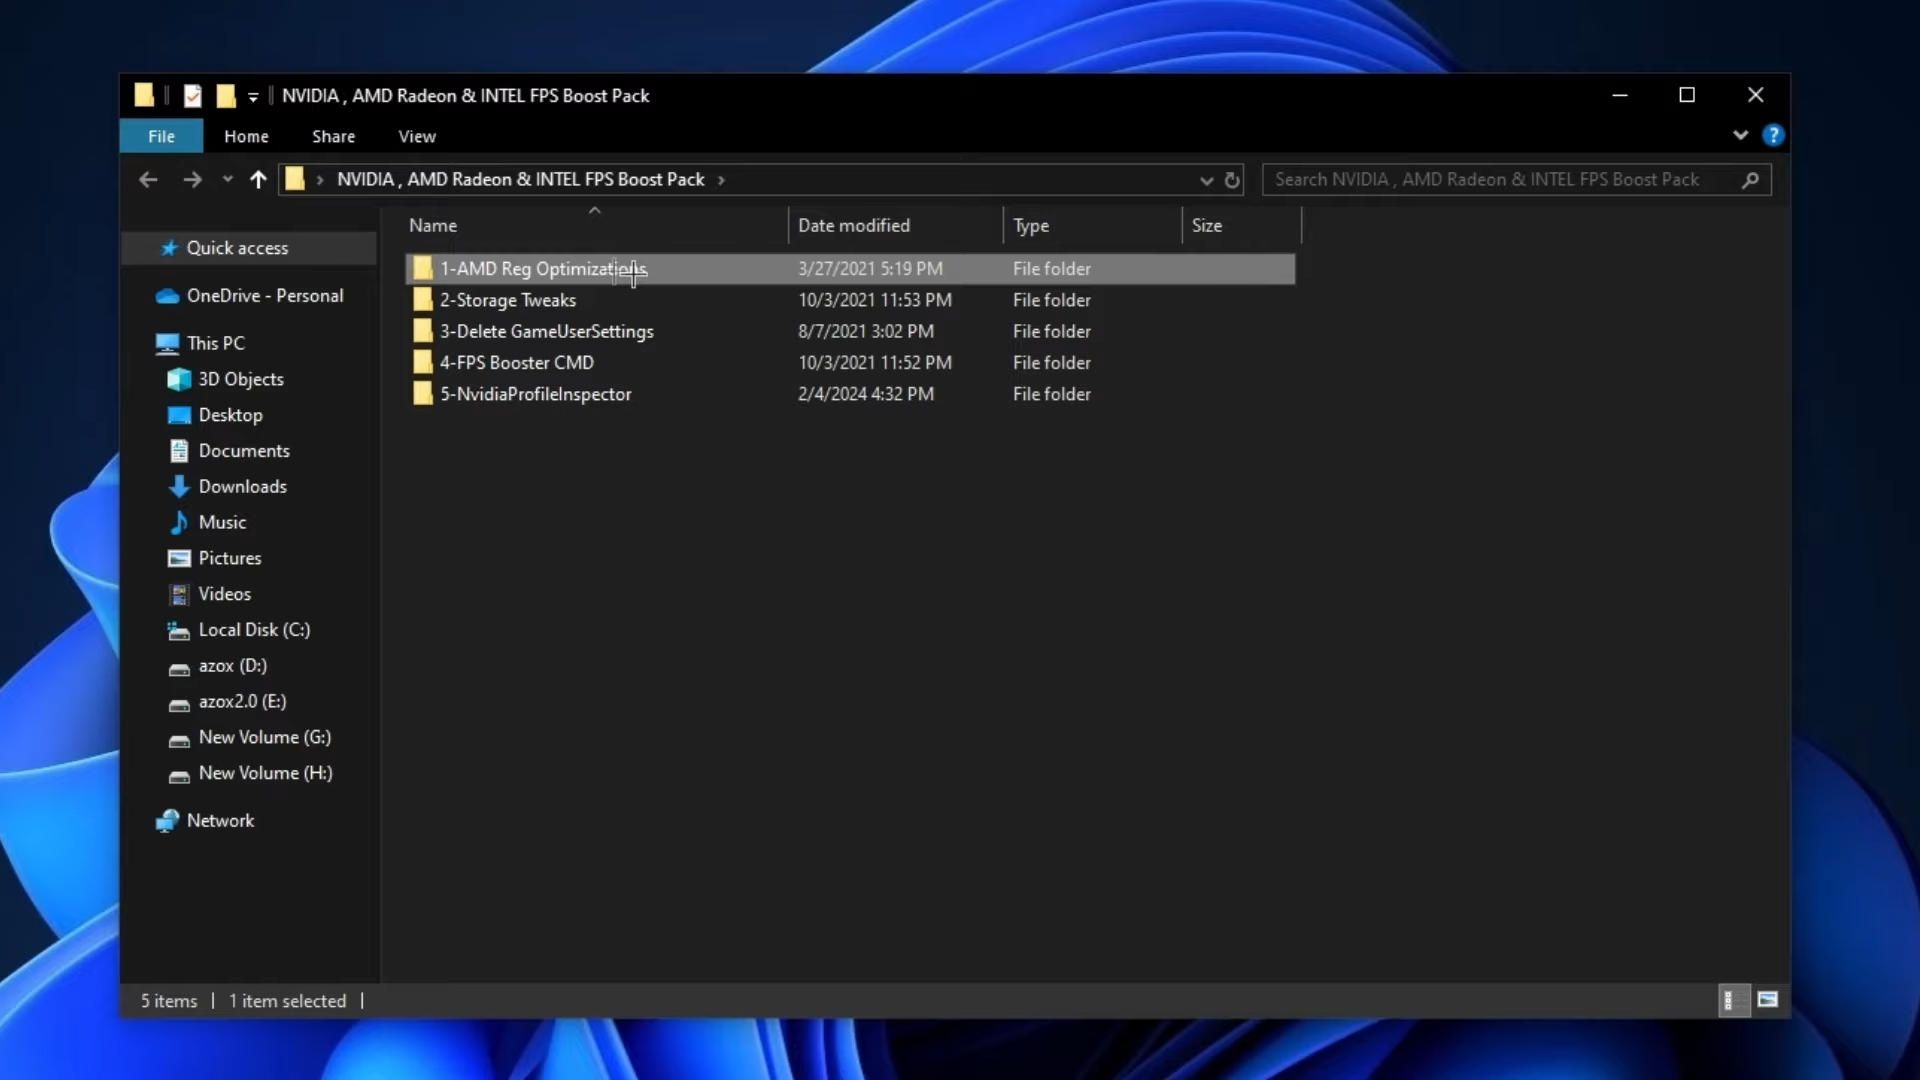 NVIDIA , AMD Radeon & INTEL FPS Boost Pack
File Home Share View
?
NVIDIA , AMD Radeon & INTEL FPS Boost Pack
Search NVIDIA , AMD Radeon & INTEL FPS Boost Pack
Name Date modified Type Size
Quick access
OneDrive - Personal
This PC
3D Objects
Desktop
Documents
Downloads
Music
Pictures
Videos
Local Disk (C:)
azox (D:)
azox2.0 (E:)
New Volume (G:)
New Volume (H:)
Network
1-AMD Reg Optimizations 3/27/2021 5:19 PM File folder
2-Storage Tweaks 10/3/2021 11:53 PM File folder
3-Delete GameUserSettings 8/7/2021 3:02 PM File folder
4-FPS Booster CMD 10/3/2021 11:52 PM File folder
5-NvidiaProfileInspector 2/4/2024 4:32 PM File folder
5 items 1 item selected